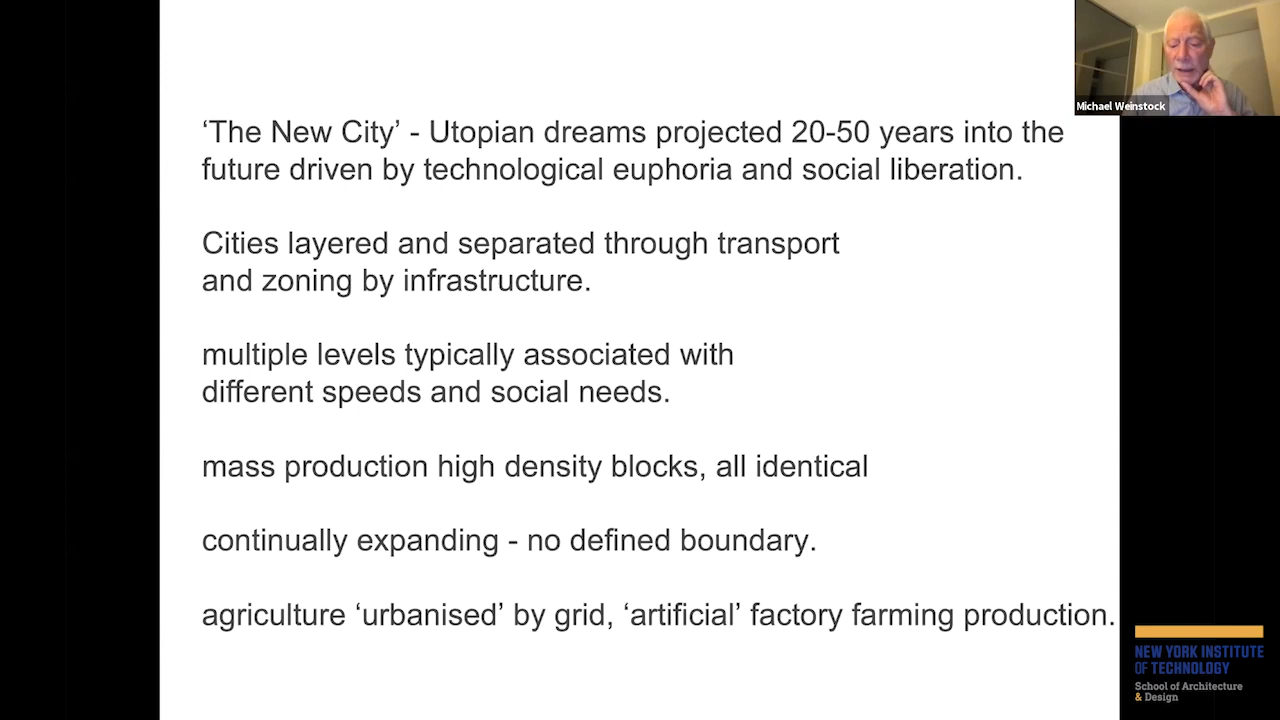 ‘The New City’ - Utopian dreams projected 20-50 years into the
future driven by technological euphoria and social liberation.
Cities layered and separated through transport
and zoning by infrastructure.
multiple levels typically associated with
different speeds and social needs.
mass production high density blocks, all identical
continually expanding - no defined boundary.
agriculture ‘urbanised’ by grid, ‘artificial’ factory farming production.
Michael Weinstock
NEW YORK INSTITUTE
OF TECHNOLOGY
School of Architecture
& Design